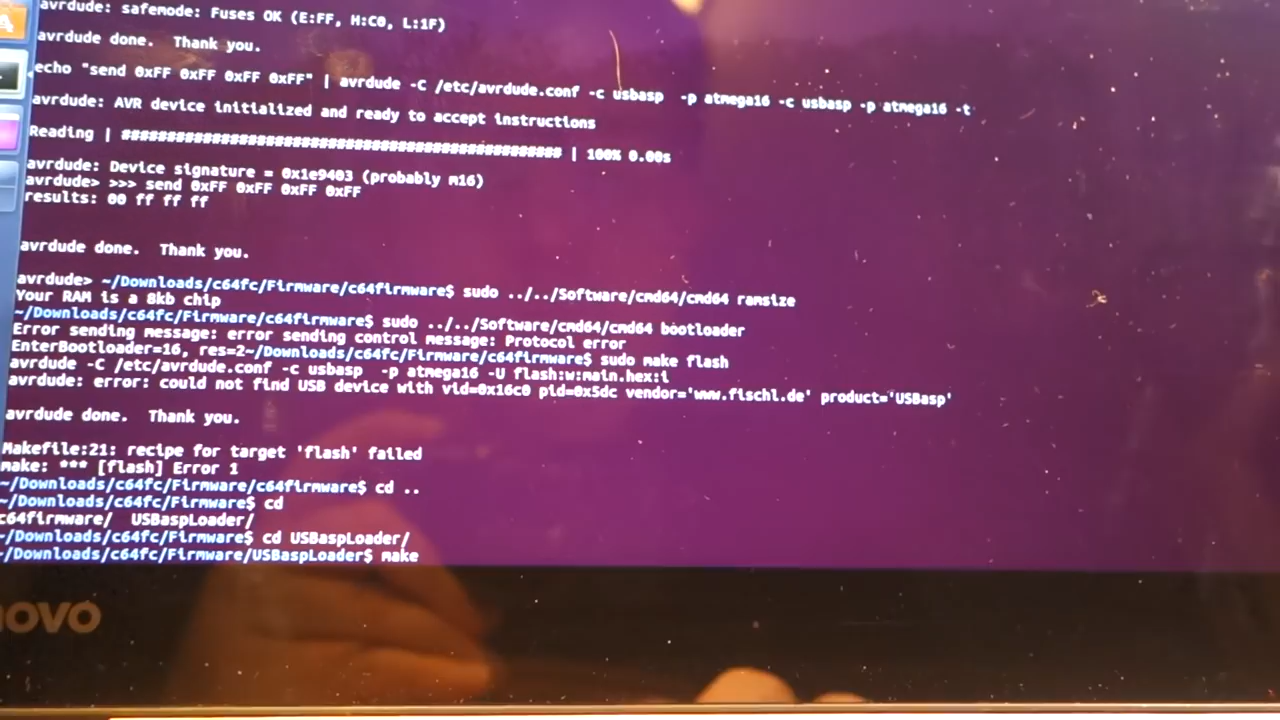 avrdude: safemode: Fuses OK (E:FF, H:C0, L:1F)
avrdude done.  Thank you.
echo "send 0xFF 0xFF 0xFF 0xFF" | avrdude -C /etc/avrdude.conf -c usbasp  -p atmega16 -c usbasp -p atmega16 -t
avrdude: AVR device initialized and ready to accept instructions
Reading | ################################################## | 100% 0.00s
avrdude: Device signature = 0x1e9403 (probably m16)
avrdude> >>> send 0xFF 0xFF 0xFF 0xFF
results: 00 ff ff ff
avrdude done.  Thank you.
avrdude> ~/Downloads/c64fc/Firmware/c64firmware$ sudo ../../Software/cmd64/cmd64 ramsize
Your RAM is a 8kb chip
~/Downloads/c64fc/Firmware/c64firmware$ sudo ../../Software/cmd64/cmd64 bootloader
Error sending message: error sending control message: Protocol error
EnterBootloader=16, res=2~/Downloads/c64fc/Firmware/c64firmware$ sudo make flash
avrdude -C /etc/avrdude.conf -c usbasp  -p atmega16 -U flash:w:main.hex:i
avrdude: error: could not find USB device with vid=0x16c0 pid=0x5dc vendor='www.fischl.de' product='USBasp'
avrdude done.  Thank you.
Makefile:21: recipe for target 'flash' failed
make: *** [flash] Error 1
~/Downloads/c64fc/Firmware/c64firmware$ cd ..
~/Downloads/c64fc/Firmware$ cd
c64firmware/  USBaspLoader/
~/Downloads/c64fc/Firmware$ cd USBaspLoader/
~/Downloads/c64fc/Firmware/USBaspLoader$ make
novo